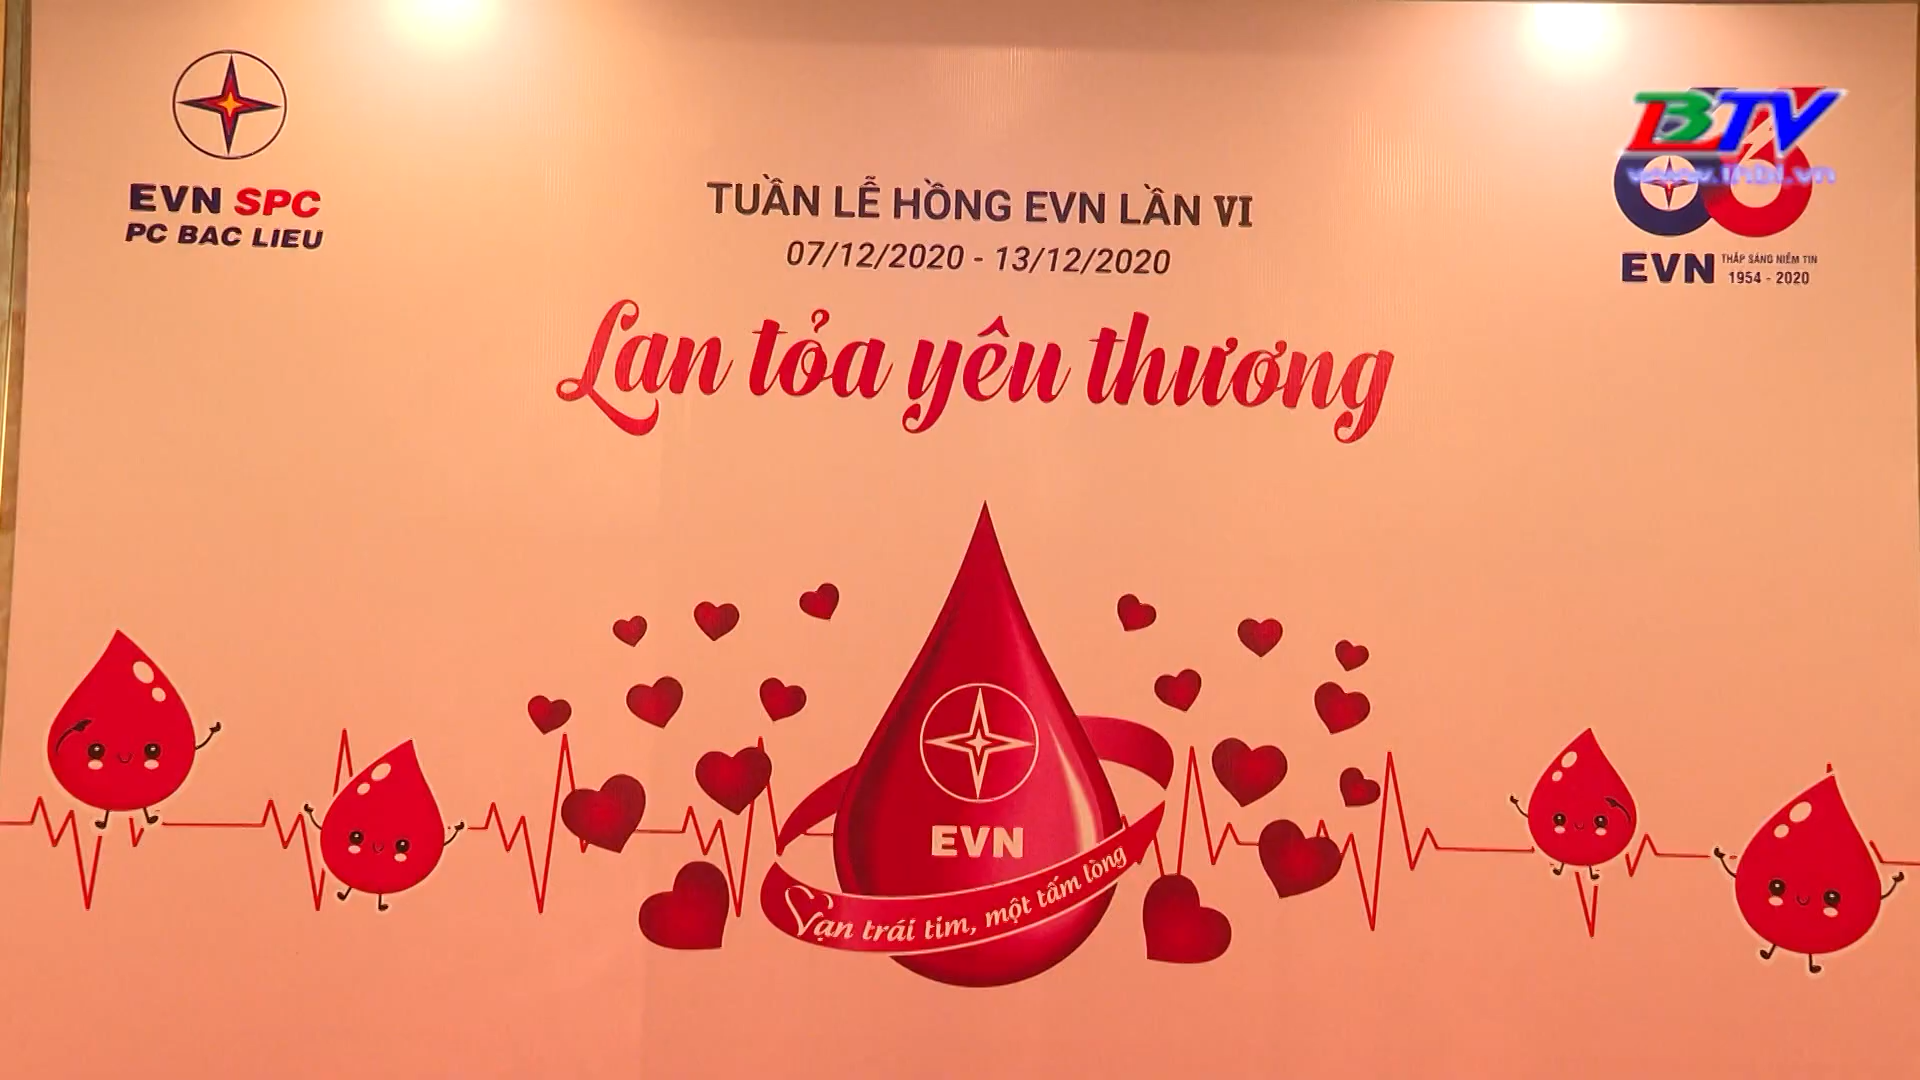 BTV
www.thbl.vn
EVN SPC
PC BAC LIEU
TUẦN LỄ HỒNG EVN LẦN VI
07/12/2020 - 13/12/2020
EVN THẮP SÁNG NIỀM TIN
1954 - 2020
Lan tỏa yêu thương
EVN
Vạn trái tim, một tấm lòng